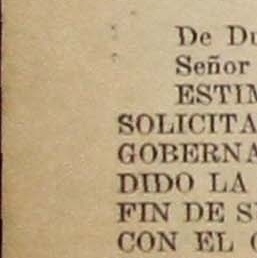 De Du
Señor
ESTIM
SOLICITA
GOBERNA
DIDO LA
FIN DE S
CON EL